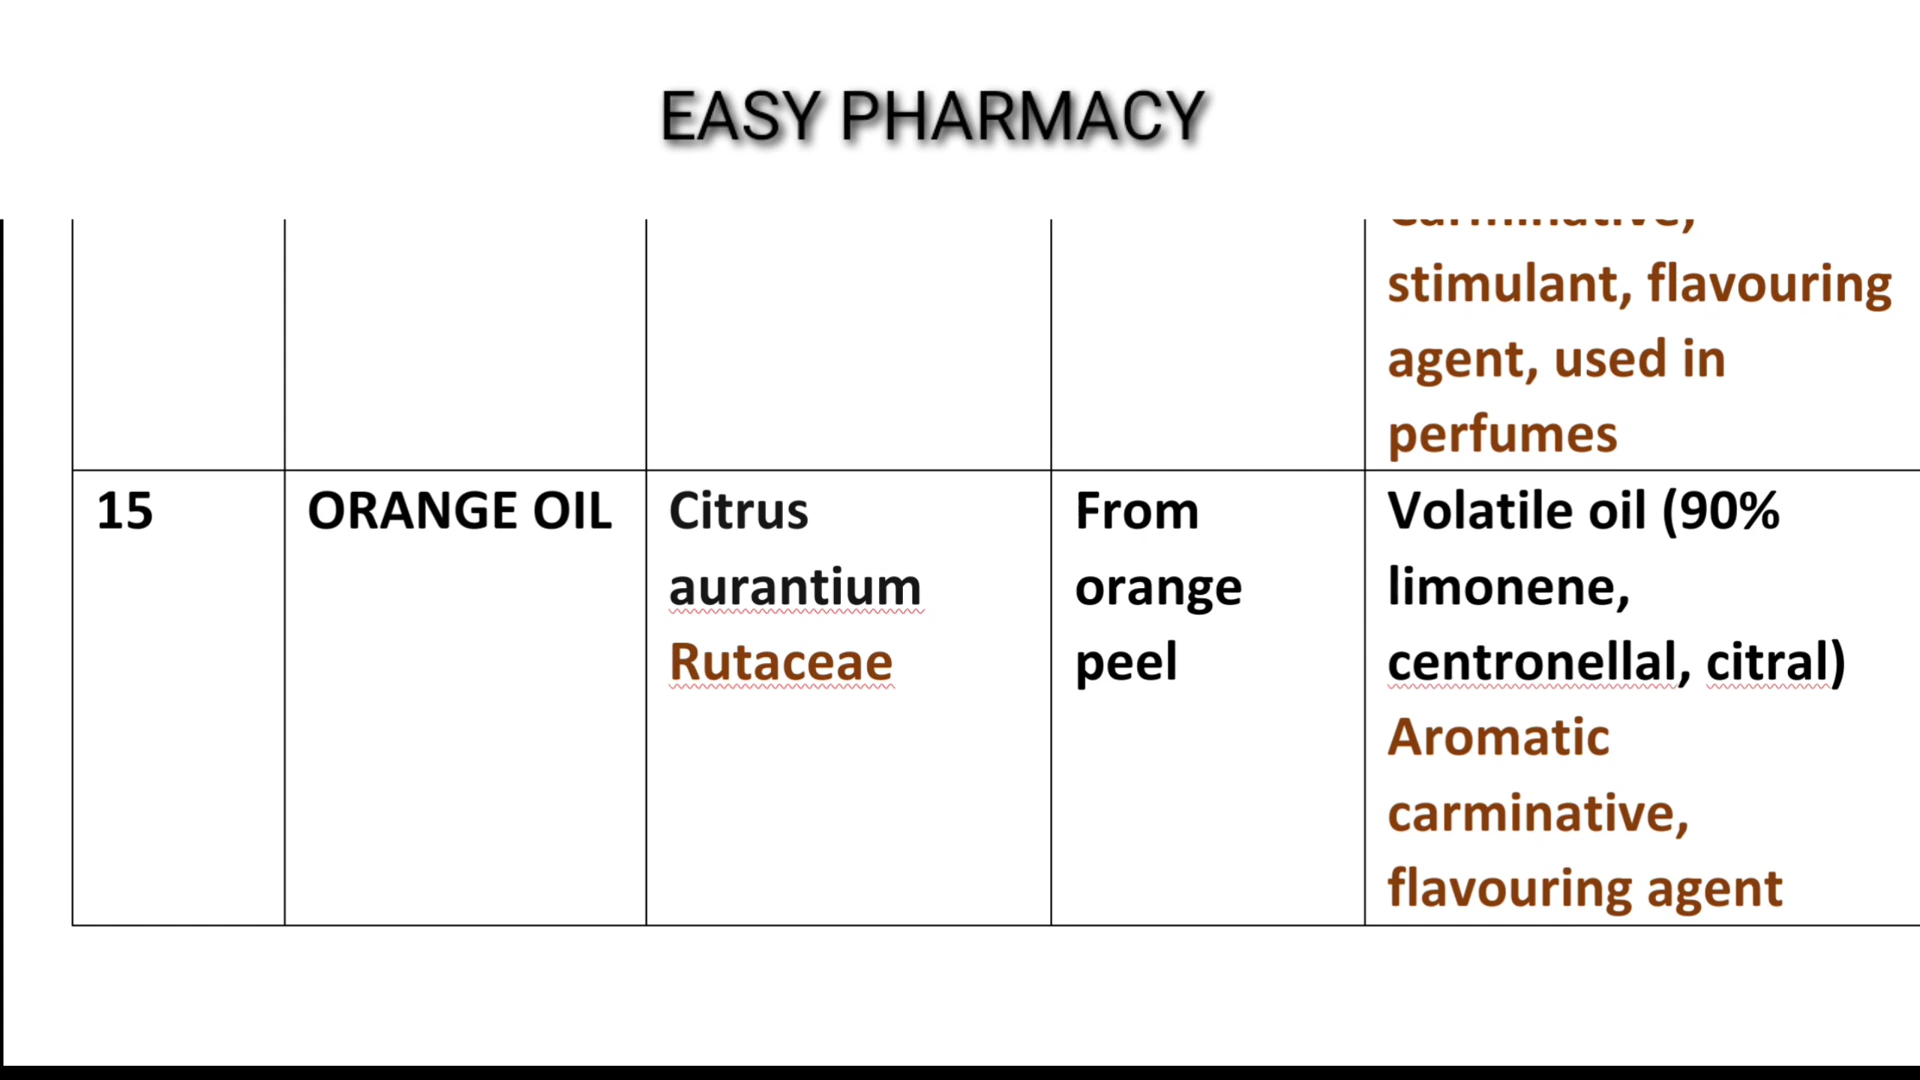 EASY PHARMACY
stimulant, flavouring
agent, used in
perfumes
15
ORANGE OIL
Citrus
aurantium
Rutaceae
From
orange
peel
Volatile oil (90%
limonene,
centronellal, citral)
Aromatic
carminative,
flavouring agent